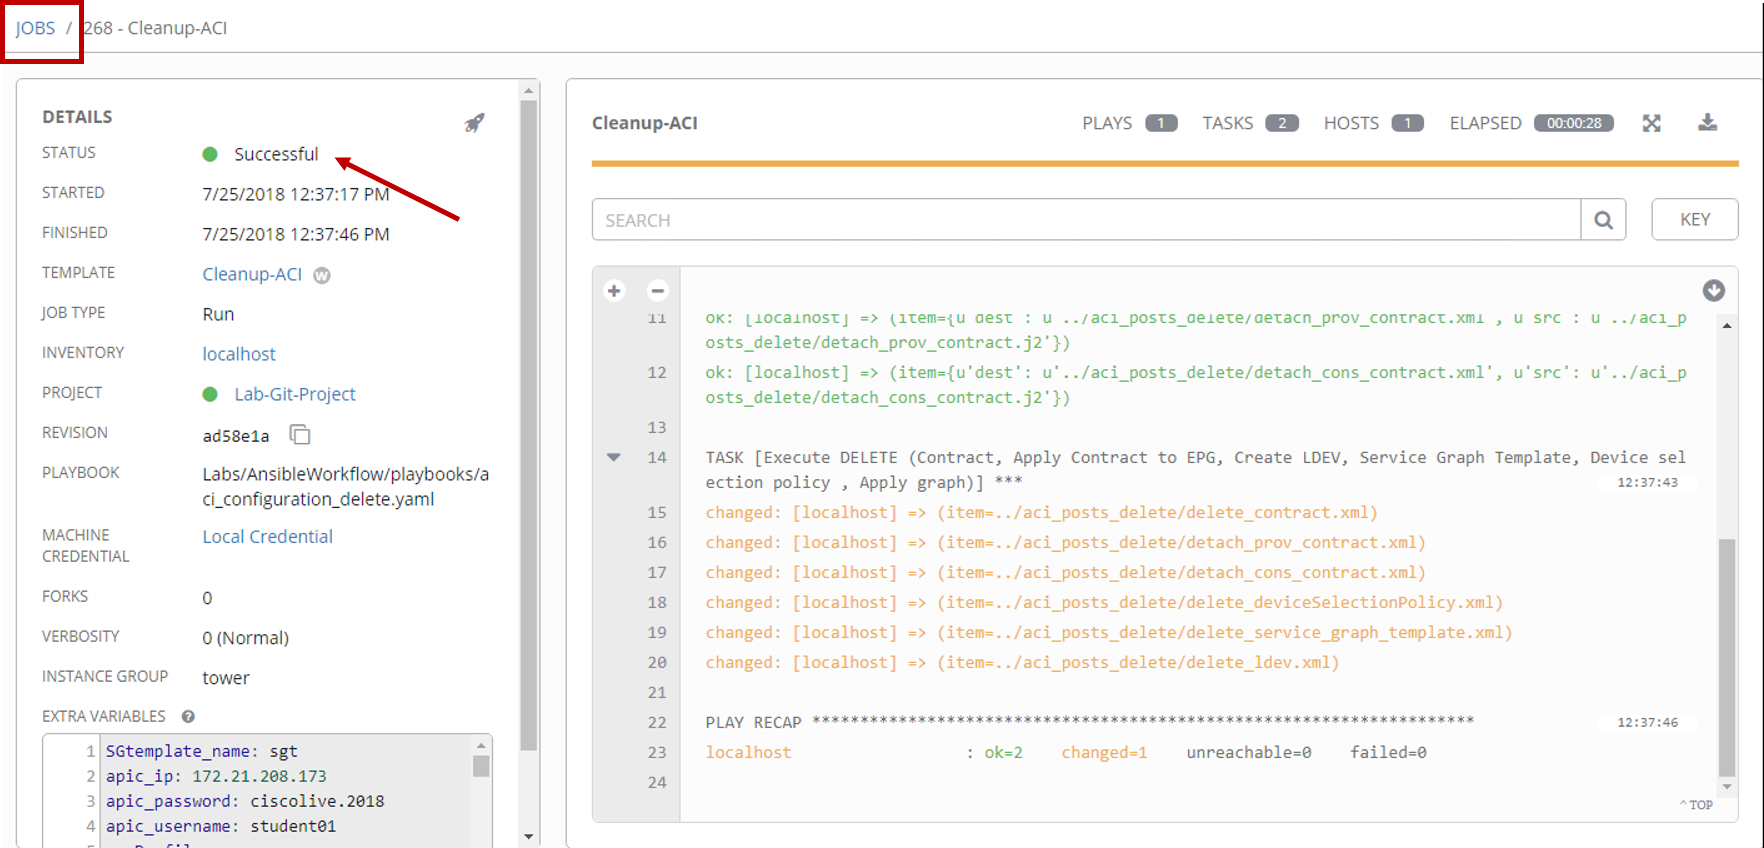 JOBS / 268 - Cleanup-ACI
DETAILS
STATUS Successful
STARTED 7/25/2018 12:37:17 PM
FINISHED 7/25/2018 12:37:46 PM
TEMPLATE Cleanup-ACI W
JOB TYPE Run
INVENTORY localhost
PROJECT Lab-Git-Project
REVISION ad58e1a
PLAYBOOK Labs/AnsibleWorkflow/playbooks/a
ci_configuration_delete.yaml
MACHINE Local Credential
CREDENTIAL
FORKS 0
VERBOSITY 0 (Normal)
INSTANCE GROUP tower
EXTRA VARIABLES ?
1 SGtemplate_name: sgt
2 apic_ip: 172.21.208.173
3 apic_password: ciscolive.2018
4 apic_username: student01
Cleanup-ACI PLAYS 1 TASKS 2 HOSTS 1 ELAPSED 00:00:28
SEARCH KEY
11 ok: [localhost] => (item={u'dest': u'../aci_posts_delete/detach_prov_contract.xml', u'src': u'../aci_p
osts_delete/detach_prov_contract.j2'})
12 ok: [localhost] => (item={u'dest': u'../aci_posts_delete/detach_cons_contract.xml', u'src': u'../aci_p
osts_delete/detach_cons_contract.j2'})
13
14 TASK [Execute DELETE (Contract, Apply Contract to EPG, Create LDEV, Service Graph Template, Device sel
ection policy , Apply graph)] *** 12:37:43
15 changed: [localhost] => (item=../aci_posts_delete/delete_contract.xml)
16 changed: [localhost] => (item=../aci_posts_delete/detach_prov_contract.xml)
17 changed: [localhost] => (item=../aci_posts_delete/detach_cons_contract.xml)
18 changed: [localhost] => (item=../aci_posts_delete/delete_deviceSelectionPolicy.xml)
19 changed: [localhost] => (item=../aci_posts_delete/delete_service_graph_template.xml)
20 changed: [localhost] => (item=../aci_posts_delete/delete_ldev.xml)
21
22 PLAY RECAP ********************************************************************* 12:37:46
23 localhost : ok=2 changed=1 unreachable=0 failed=0
24
^ TOP